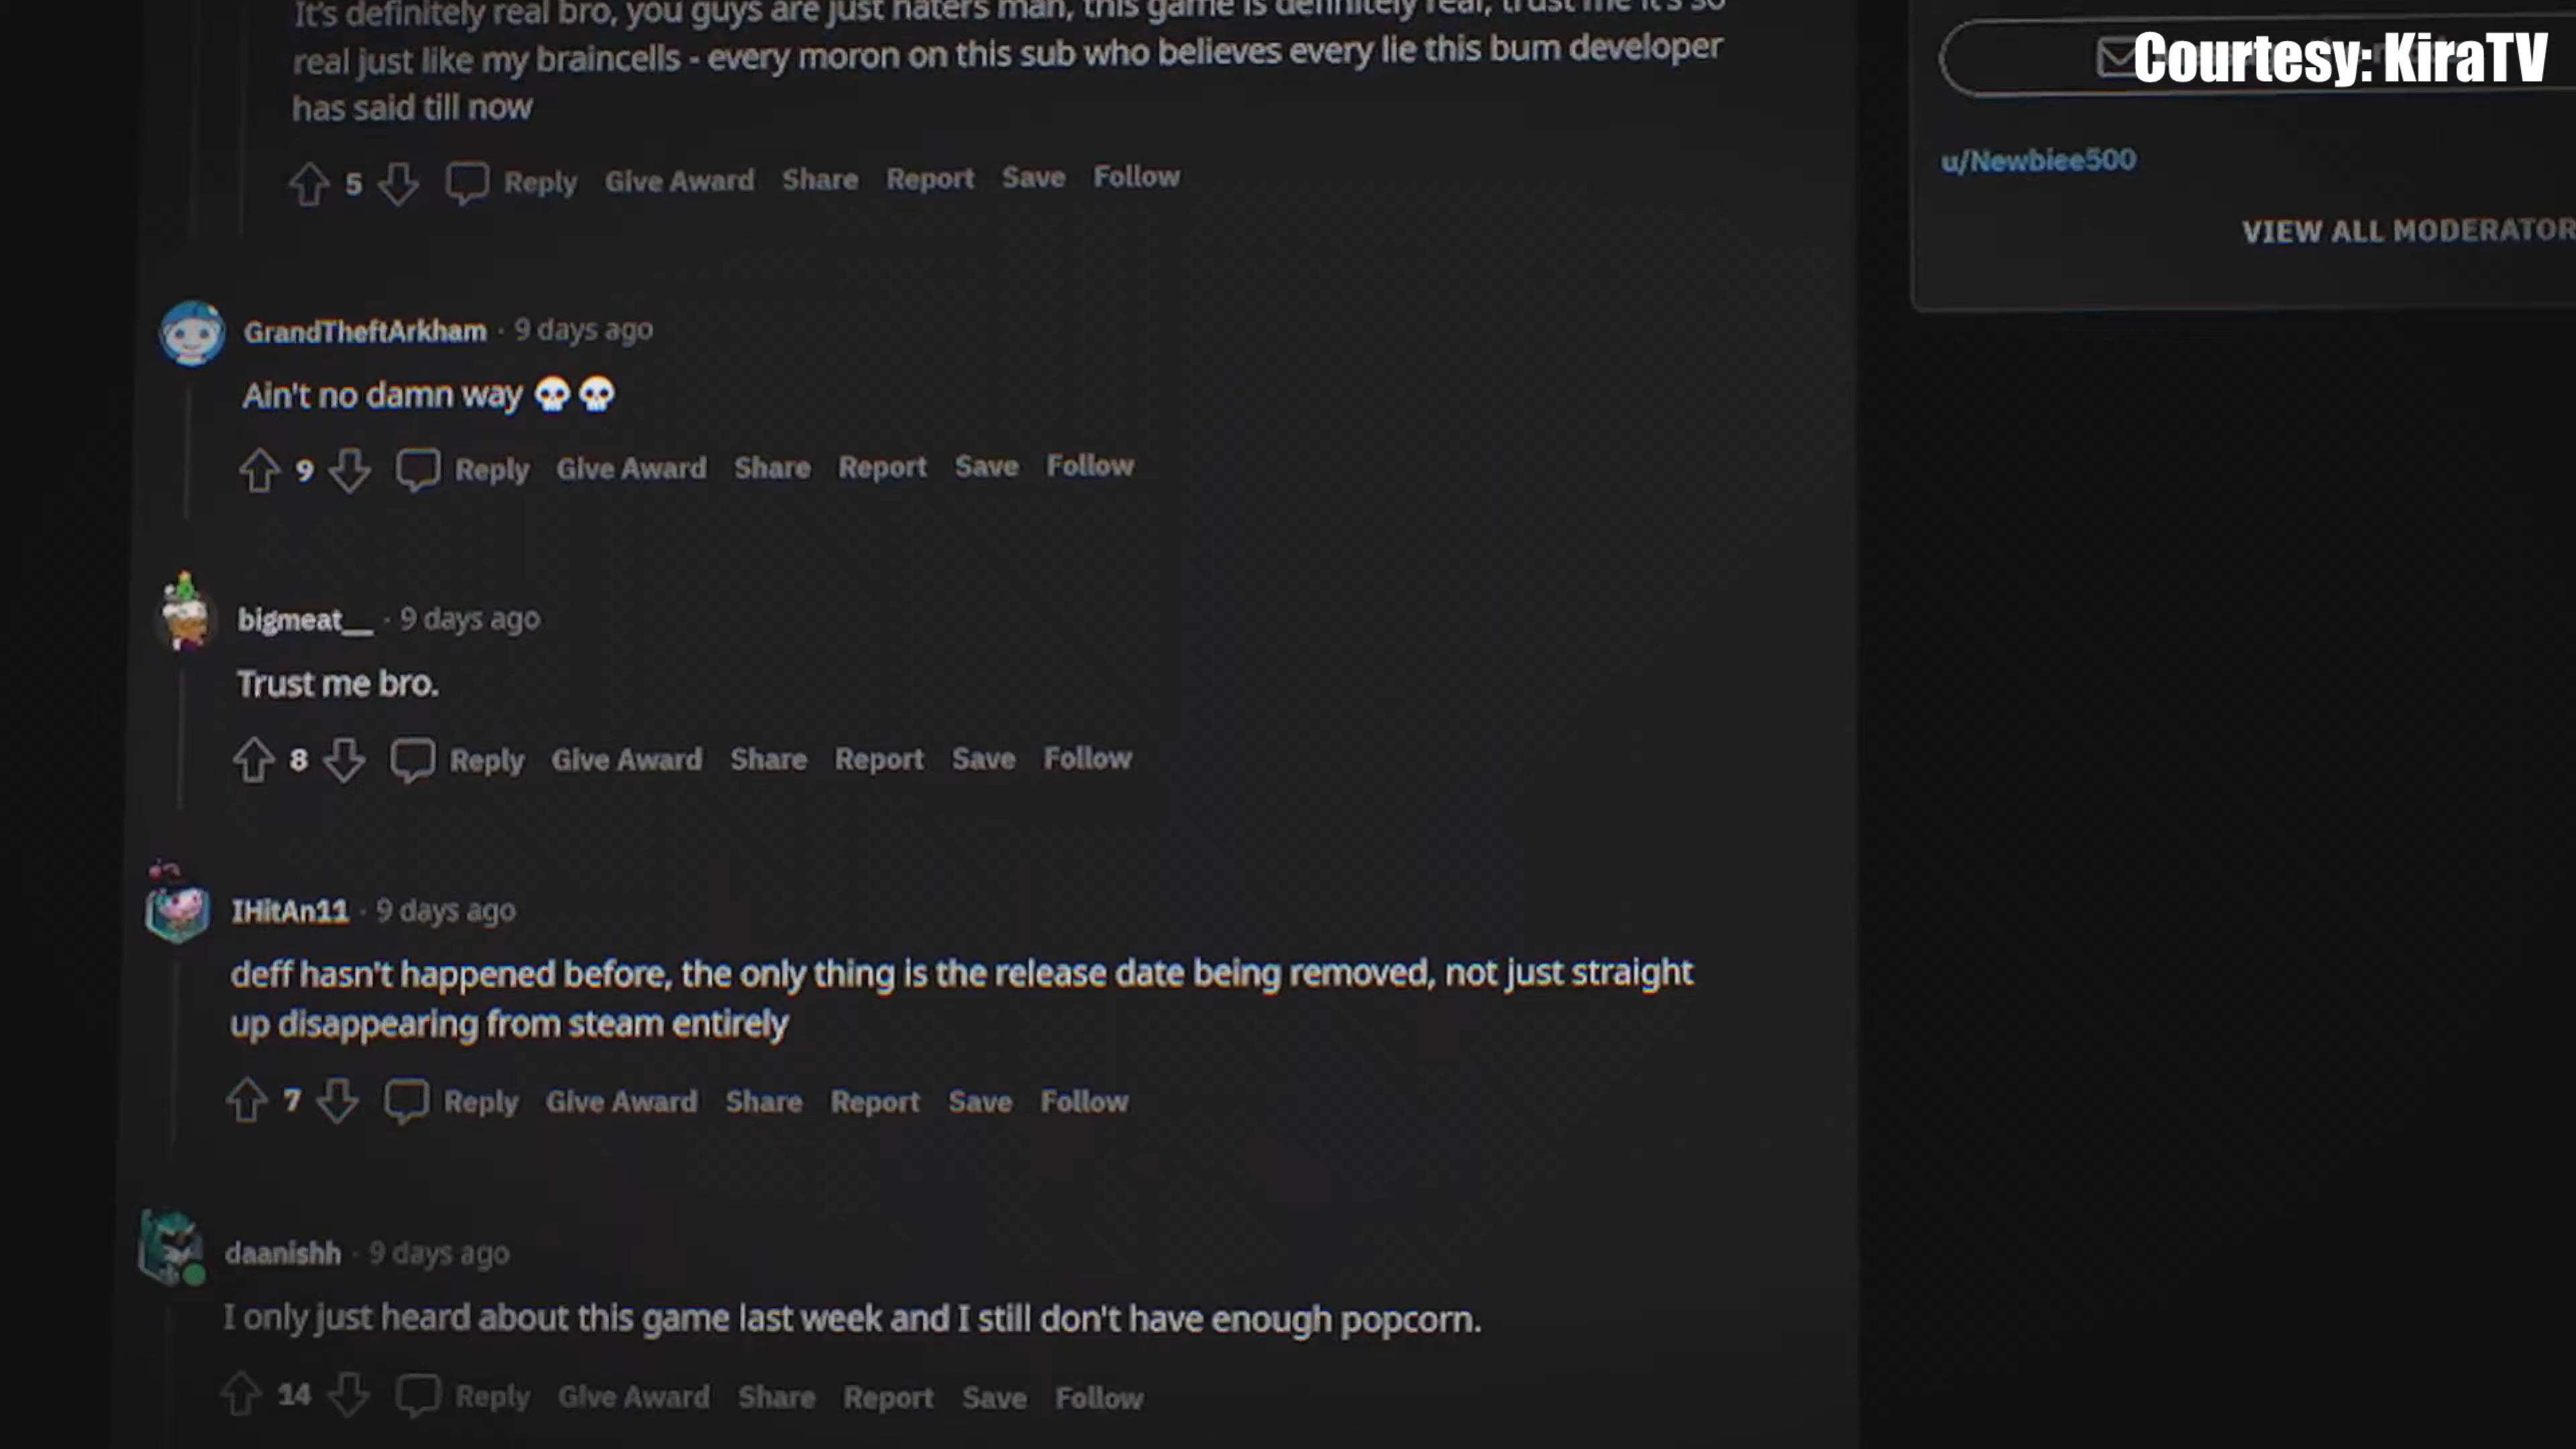 It's definitely real bro, you guys are just haters man, this game is definitely real, trust me it's so
real just like my braincells - every moron on this sub who believes every lie this bum developer
has said till now
5 Reply Give Award Share Report Save Follow
GrandTheftArkham · 9 days ago
Ain't no damn way 💀💀
9 Reply Give Award Share Report Save Follow
bigmeat__ · 9 days ago
Trust me bro.
8 Reply Give Award Share Report Save Follow
IHitAn11 · 9 days ago
deff hasn't happened before, the only thing is the release date being removed, not just straight
up disappearing from steam entirely
7 Reply Give Award Share Report Save Follow
daanishh · 9 days ago
I only just heard about this game last week and I still don't have enough popcorn.
14 Reply Give Award Share Report Save Follow
Courtesy: KiraTV
u/Newbiee500
VIEW ALL MODERATOR